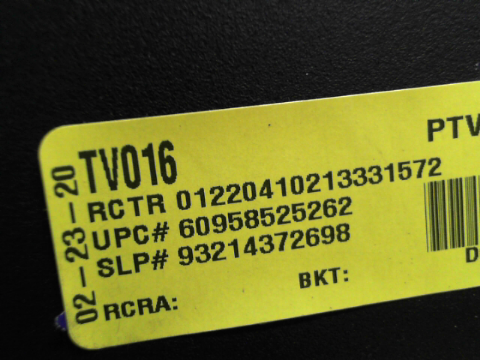 02-23-20
TV016
PTV
RCTR 01220410213331572
UPC# 60958525262
SLP# 93214372698
RCRA:
BKT:
D